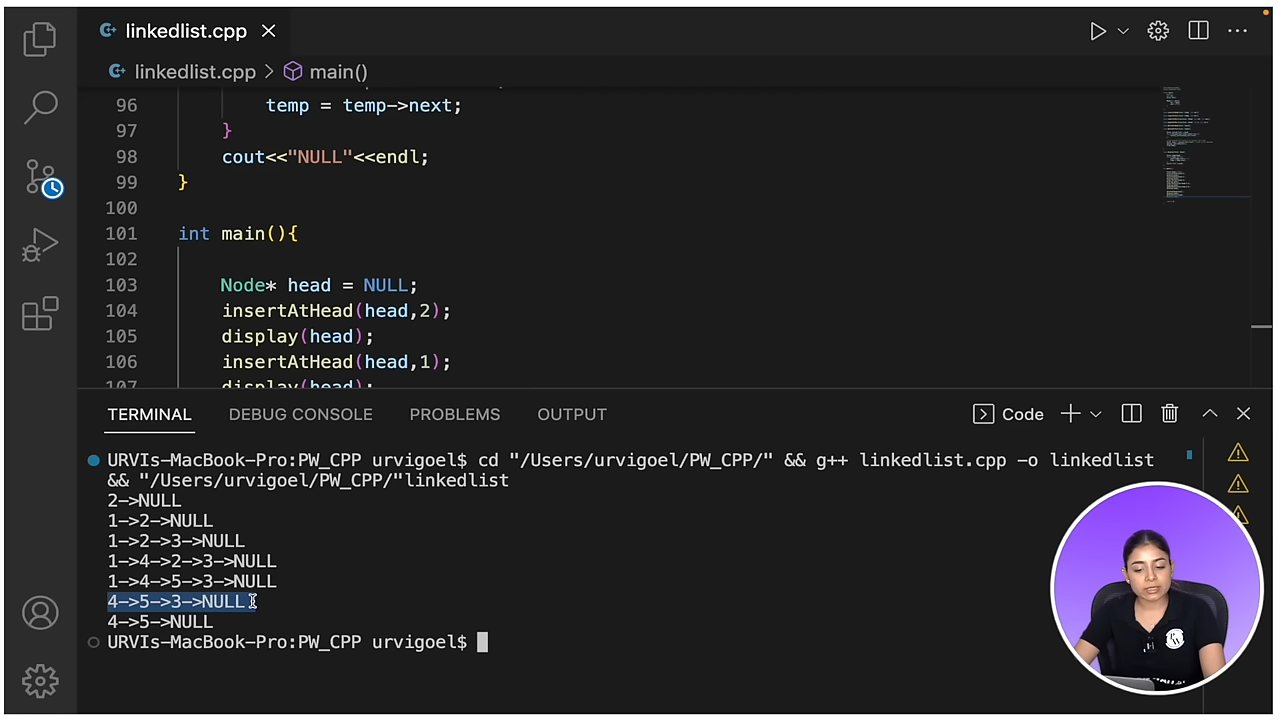 linkedlist.cpp
linkedlist.cpp > main()
96 temp = temp->next;
97 }
98 cout<<"NULL"<<endl;
99 }
100
101 int main(){
102
103 Node* head = NULL;
104 insertAtHead(head,2);
105 display(head);
106 insertAtHead(head,1);
107 display(head);
TERMINAL DEBUG CONSOLE PROBLEMS OUTPUT Code
URVIs-MacBook-Pro:PW_CPP urvigoel$ cd "/Users/urvigoel/PW_CPP/" && g++ linkedlist.cpp -o linkedlist
&& "/Users/urvigoel/PW_CPP/"linkedlist
2->NULL
1->2->NULL
1->2->3->NULL
1->4->2->3->NULL
1->4->5->3->NULL
4->5->3->NULL
4->5->NULL
URVIs-MacBook-Pro:PW_CPP urvigoel$